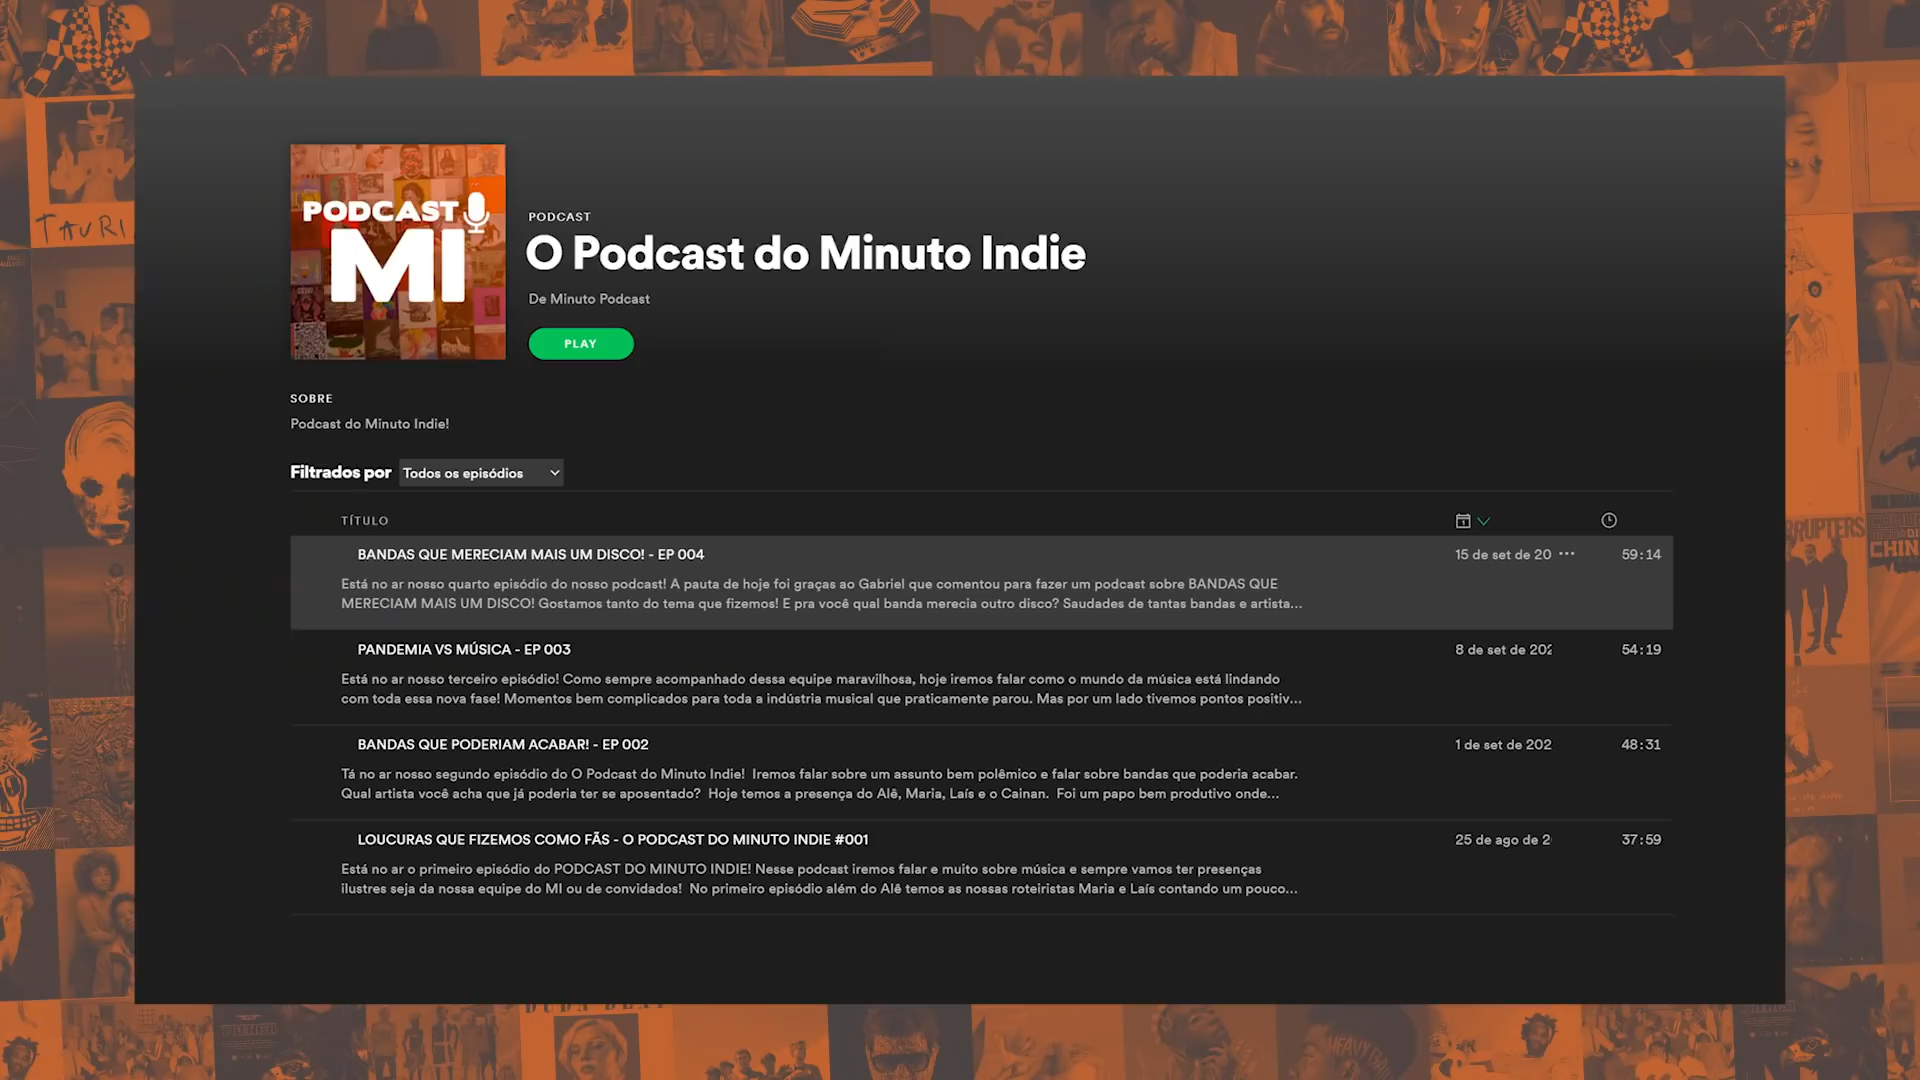 PODCAST
MI
PODCAST
O Podcast do Minuto Indie
De Minuto Podcast
PLAY
SOBRE
Podcast do Minuto Indie!
Filtrados por Todos os episódios
TÍTULO
BANDAS QUE MERECIAM MAIS UM DISCO! - EP 004 15 de set de 20 ··· 59:14
Está no ar nosso quarto episódio do nosso podcast! A pauta de hoje foi graças ao Gabriel que comentou para fazer um podcast sobre BANDAS QUE
MERECIAM MAIS UM DISCO! Gostamos tanto do tema que fizemos! E pra você qual banda merecia outro disco? Saudades de tantas bandas e artista...
PANDEMIA VS MÚSICA - EP 003 8 de set de 202 54:19
Está no ar nosso terceiro episódio! Como sempre acompanhado dessa equipe maravilhosa, hoje iremos falar como o mundo da música está lindando
com toda essa nova fase! Momentos bem complicados para toda a indústria musical que praticamente parou. Mas por um lado tivemos pontos positiv...
BANDAS QUE PODERIAM ACABAR! - EP 002 1 de set de 202 48:31
Tá no ar nosso segundo episódio do O Podcast do Minuto Indie! Iremos falar sobre um assunto bem polêmico e falar sobre bandas que poderia acabar.
Qual artista você acha que já poderia ter se aposentado? Hoje temos a presença do Alê, Maria, Laís e o Cainan. Foi um papo bem produtivo onde...
LOUCURAS QUE FIZEMOS COMO FÃS - O PODCAST DO MINUTO INDIE #001 25 de ago de 2 37:59
Está no ar o primeiro episódio do PODCAST DO MINUTO INDIE! Nesse podcast iremos falar e muito sobre música e sempre vamos ter presenças
ilustres seja da nossa equipe do MI ou de convidados! No primeiro episódio além do Alê temos as nossas roteiristas Maria e Laís contando um pouco...
TAURI